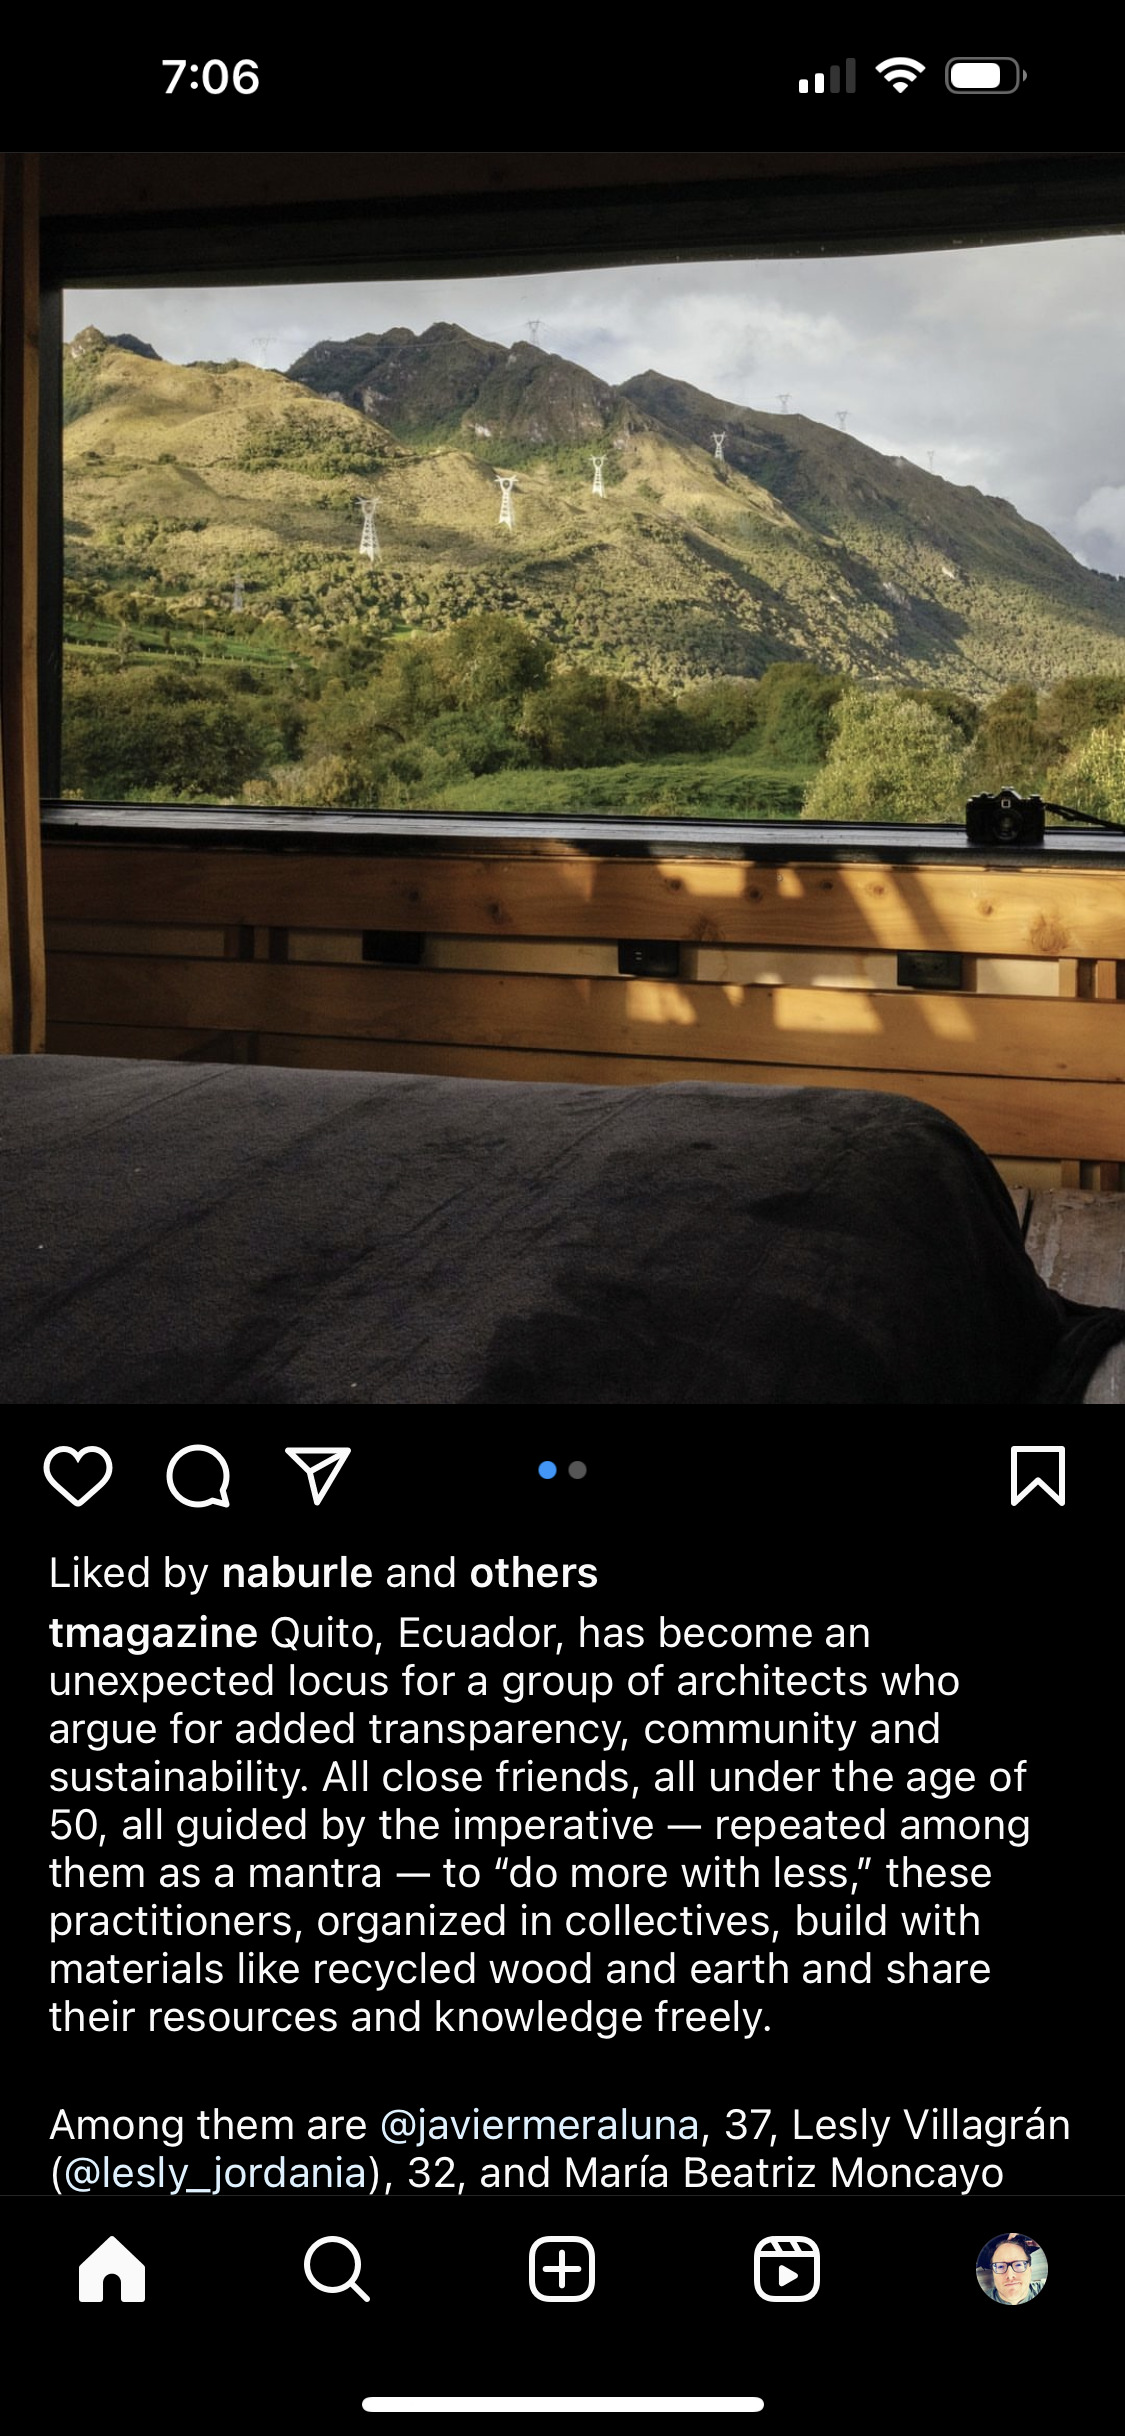 7:06
Liked by naburle and others
tmagazine Quito, Ecuador, has become an
unexpected locus for a group of architects who
argue for added transparency, community and
sustainability. All close friends, all under the age of
50, all guided by the imperative — repeated among
them as a mantra — to “do more with less,” these
practitioners, organized in collectives, build with
materials like recycled wood and earth and share
their resources and knowledge freely.
Among them are @javiermeraluna, 37, Lesly Villagrán
(@lesly_jordania), 32, and María Beatriz Moncayo